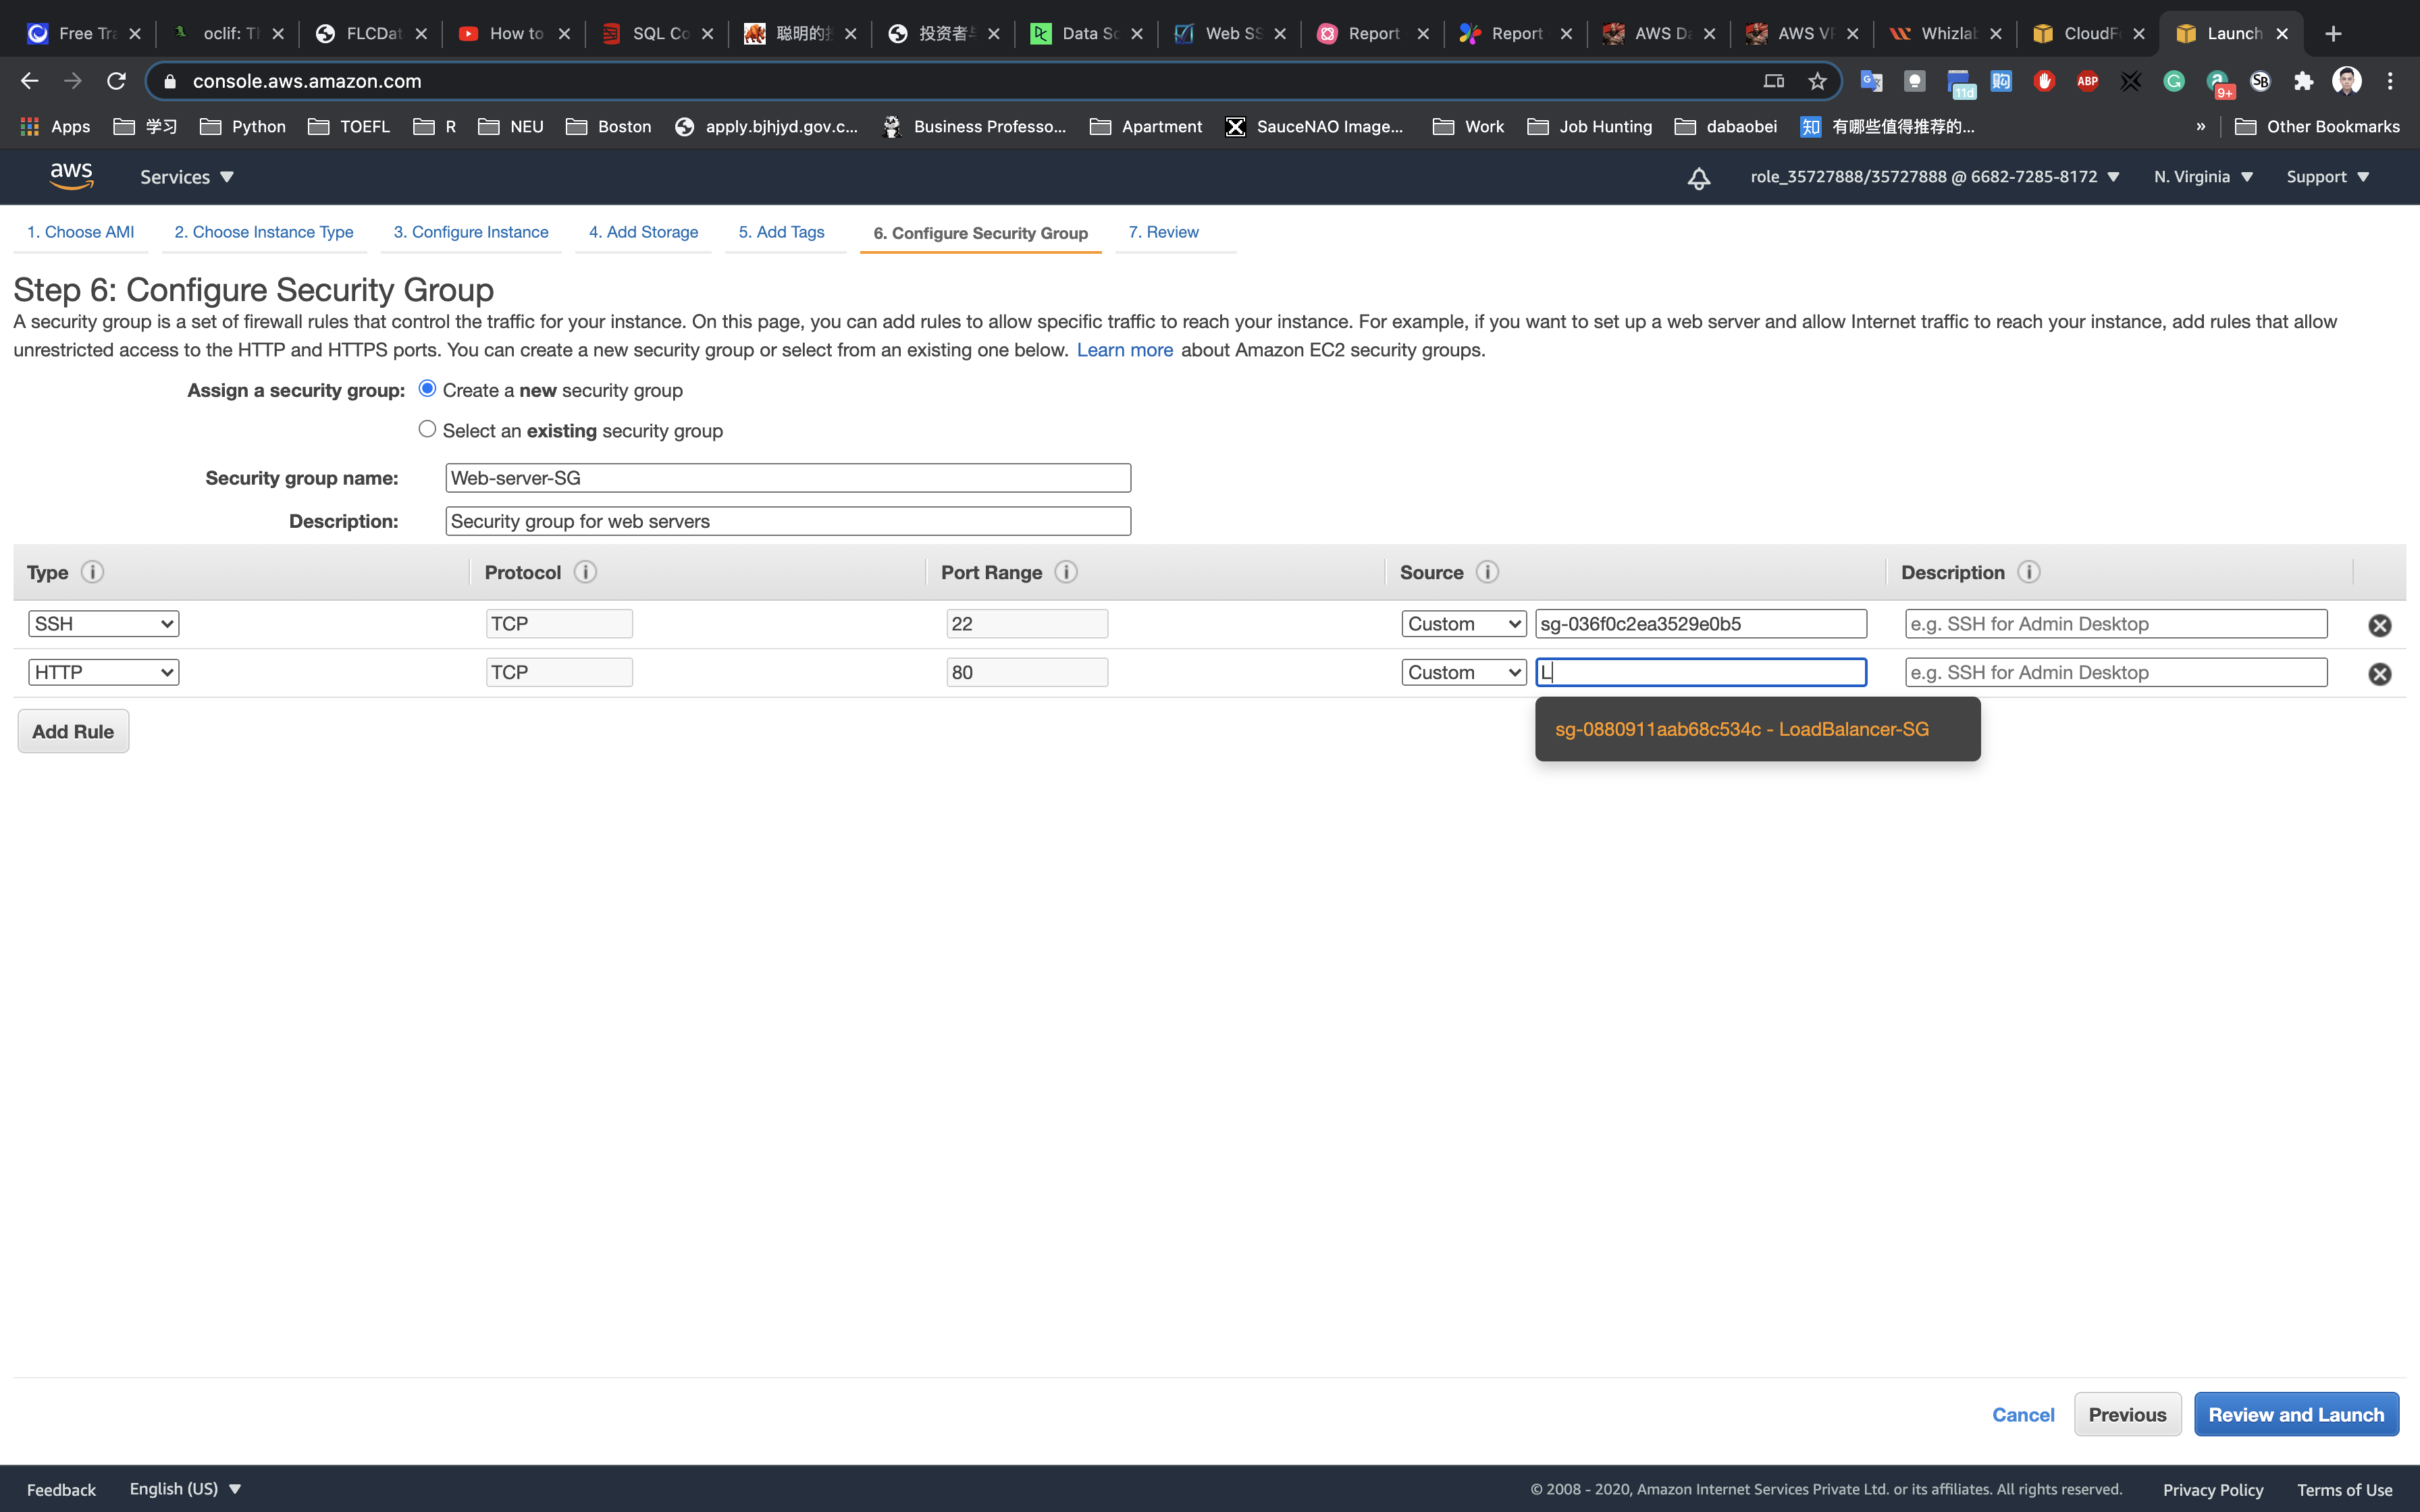 Free Tra
oclif: Th
FLCDat
How to
SQL Co
聪明的
投资者
Data Sc
Web SS
Report
Report
AWS Da
AWS VP
Whizlab
CloudFo
Launch
console.aws.amazon.com
11d
ABP
9+
SB
Apps
学习
Python
TOEFL
R
NEU
Boston
apply.bjhjyd.gov.c...
Business Professo...
Apartment
SauceNAO Image...
Work
Job Hunting
dabaobei
知 有哪些值得推荐的...
»
Other Bookmarks
aws
Services
role_35727888/35727888 @ 6682-7285-8172
N. Virginia
Support
1. Choose AMI
2. Choose Instance Type
3. Configure Instance
4. Add Storage
5. Add Tags
6. Configure Security Group
7. Review
Step 6: Configure Security Group
A security group is a set of firewall rules that control the traffic for your instance. On this page, you can add rules to allow specific traffic to reach your instance. For example, if you want to set up a web server and allow Internet traffic to reach your instance, add rules that allow
unrestricted access to the HTTP and HTTPS ports. You can create a new security group or select from an existing one below. Learn more about Amazon EC2 security groups.
Assign a security group: Create a new security group
Select an existing security group
Security group name: Web-server-SG
Description: Security group for web servers
Type Protocol Port Range Source Description
SSH TCP 22 Custom sg-036f0c2ea3529e0b5 e.g. SSH for Admin Desktop
HTTP TCP 80 Custom L e.g. SSH for Admin Desktop
Add Rule
sg-0880911aab68c534c - LoadBalancer-SG
Cancel Previous Review and Launch
Feedback English (US) © 2008 - 2020, Amazon Internet Services Private Ltd. or its affiliates. All rights reserved. Privacy Policy Terms of Use